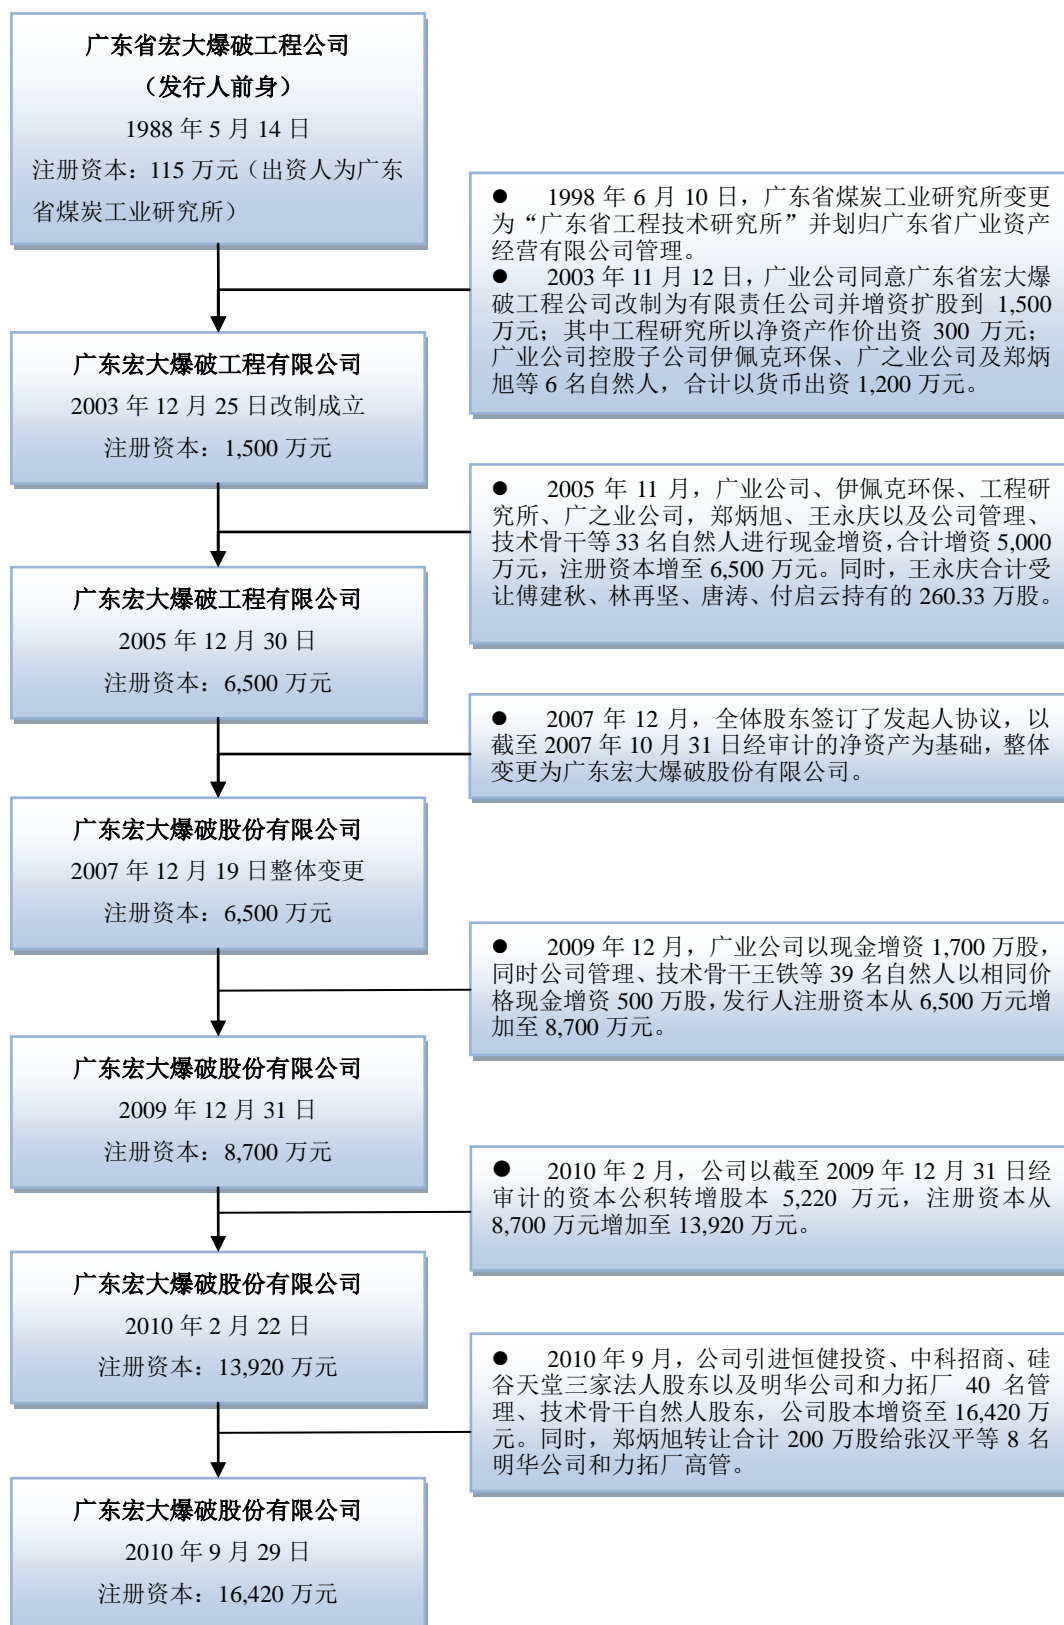 广东省宏大爆破工程公司
（发行人前身）
1988 年 5 月 14 日
注册资本：115 万元（出资人为广东
省煤炭工业研究所）
● 1998 年 6 月 10 日，广东省煤炭工业研究所变更
为“广东省工程技术研究所”并划归广东省广业资产
经营有限公司管理。
● 2003 年 11 月 12 日，广业公司同意广东省宏大爆
破工程公司改制为有限责任公司并增资扩股到 1,500
万元；其中工程研究所以净资产作价出资 300 万元；
广业公司控股子公司伊佩克环保、广之业公司及郑炳
旭等 6 名自然人，合计以货币出资 1,200 万元。
广东宏大爆破工程有限公司
2003 年 12 月 25 日改制成立
注册资本：1,500 万元
● 2005 年 11 月，广业公司、伊佩克环保、工程研
究所、广之业公司，郑炳旭、王永庆以及公司管理、
技术骨干等 33 名自然人进行现金增资，合计增资 5,000
万元，注册资本增至 6,500 万元。同时，王永庆合计受
让傅建秋、林再坚、唐涛、付启云持有的 260.33 万股。
广东宏大爆破工程有限公司
2005 年 12 月 30 日
注册资本：6,500 万元
● 2007 年 12 月，全体股东签订了发起人协议，以
截至 2007 年 10 月 31 日经审计的净资产为基础，整体
变更为广东宏大爆破股份有限公司。
广东宏大爆破股份有限公司
2007 年 12 月 19 日整体变更
注册资本：6,500 万元
● 2009 年 12 月，广业公司以现金增资 1,700 万股，
同时公司管理、技术骨干王铁等 39 名自然人以相同价
格现金增资 500 万股，发行人注册资本从 6,500 万元增
加至 8,700 万元。
广东宏大爆破股份有限公司
2009 年 12 月 31 日
注册资本：8,700 万元
● 2010 年 2 月，公司以截至 2009 年 12 月 31 日经
审计的资本公积转增股本 5,220 万元，注册资本从
8,700 万元增加至 13,920 万元。
广东宏大爆破股份有限公司
2010 年 2 月 22 日
注册资本：13,920 万元
● 2010 年 9 月，公司引进恒健投资、中科招商、硅
谷天堂三家法人股东以及明华公司和力拓厂 40 名管
理、技术骨干自然人股东，公司股本增资至 16,420 万
元。同时，郑炳旭转让合计 200 万股给张汉平等 8 名
明华公司和力拓厂高管。
广东宏大爆破股份有限公司
2010 年 9 月 29 日
注册资本：16,420 万元